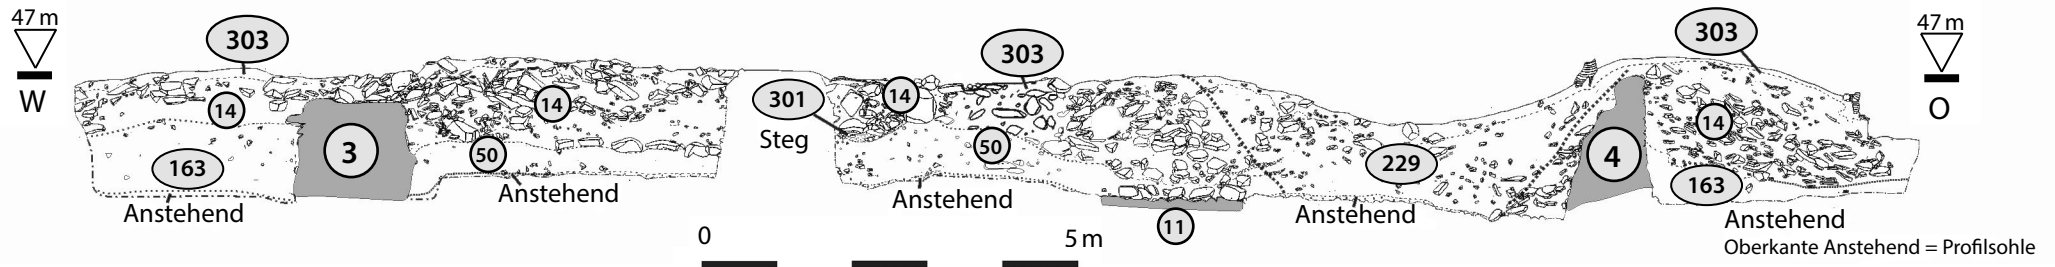 47 m
W
303
14
163
Anstehend
3
14
50
Anstehend
301
Steg
14
303
50
Anstehend
11
229
Anstehend
4
303
14
163
Anstehend
Oberkante Anstehend = Profilsohle
47 m
O
0
5 m